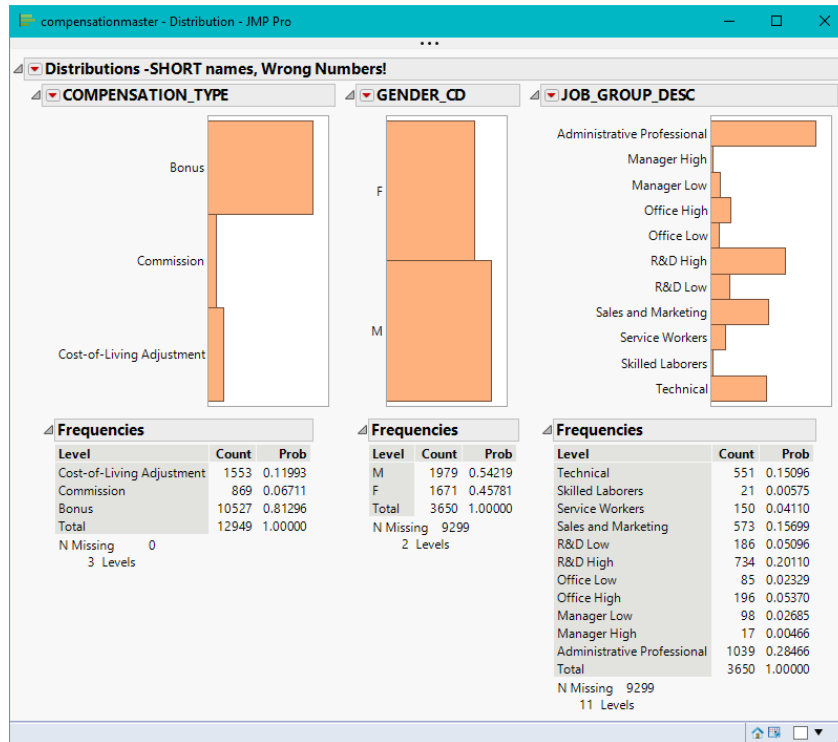 compensationmaster - Distribution - JMP Pro
Distributions -SHORT names, Wrong Numbers!
COMPENSATION_TYPE
Bonus
Commission
Cost-of-Living Adjustment
Frequencies
Level Count Prob
Cost-of-Living Adjustment 1553 0.11993
Commission 869 0.06711
Bonus 10527 0.81296
Total 12949 1.00000
N Missing 0
3 Levels
GENDER_CD
F
M
Frequencies
Level Count Prob
M 1979 0.54219
F 1671 0.45781
Total 3650 1.00000
N Missing 9299
2 Levels
JOB_GROUP_DESC
Administrative Professional
Manager High
Manager Low
Office High
Office Low
R&D High
R&D Low
Sales and Marketing
Service Workers
Skilled Laborers
Technical
Frequencies
Level Count Prob
Technical 551 0.15096
Skilled Laborers 21 0.00575
Service Workers 150 0.04110
Sales and Marketing 573 0.15699
R&D Low 186 0.05096
R&D High 734 0.20110
Office Low 85 0.02329
Office High 196 0.05370
Manager Low 98 0.02685
Manager High 17 0.00466
Administrative Professional 1039 0.28466
Total 3650 1.00000
N Missing 9299
11 Levels